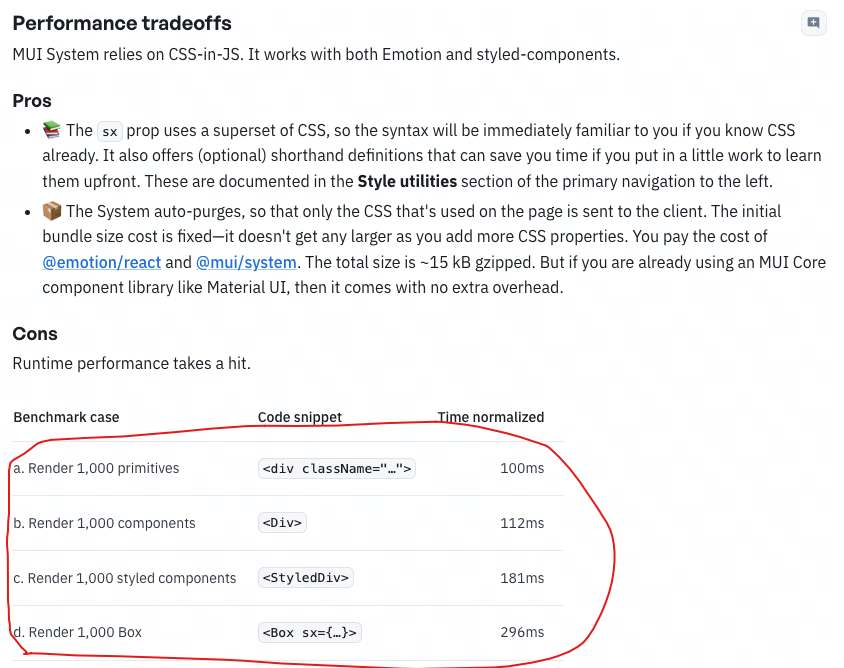 Performance tradeoffs
MUI System relies on CSS-in-JS. It works with both Emotion and styled-components.
Pros
• 📚 The sx prop uses a superset of CSS, so the syntax will be immediately familiar to you if you know CSS
already. It also offers (optional) shorthand definitions that can save you time if you put in a little work to learn
them upfront. These are documented in the Style utilities section of the primary navigation to the left.
• 📦 The System auto-purges, so that only the CSS that's used on the page is sent to the client. The initial
bundle size cost is fixed—it doesn't get any larger as you add more CSS properties. You pay the cost of
@emotion/react and @mui/system. The total size is ~15 kB gzipped. But if you are already using an MUI Core
component library like Material UI, then it comes with no extra overhead.
Cons
Runtime performance takes a hit.
Benchmark case Code snippet Time normalized
a. Render 1,000 primitives <div className="…"> 100ms
b. Render 1,000 components <Div> 112ms
c. Render 1,000 styled components <StyledDiv> 181ms
d. Render 1,000 Box <Box sx={…}> 296ms